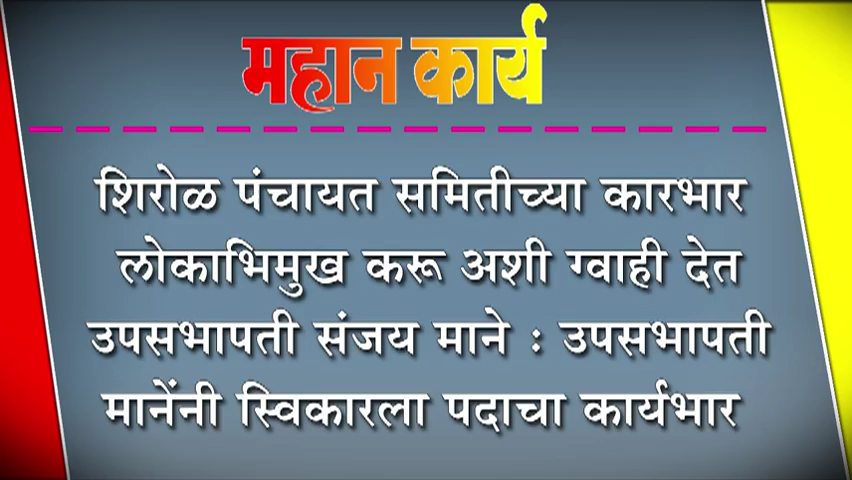 महान कार्य
शिरोळ पंचायत समितीच्या कारभार
लोकाभिमुख करू अशी ग्वाही देत
उपसभापती संजय माने : उपसभापती
मानेंनी स्विकारला पदाचा कार्यभार